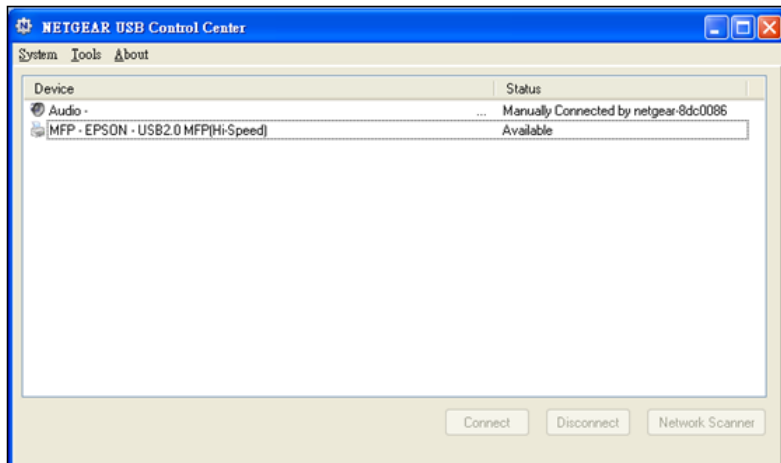 NETGEAR USB Control Center
System Tools About
Device Status
Audio - ... Manually Connected by netgear-8dc0086
MFP - EPSON - USB2.0 MFP(Hi-Speed) Available
Connect Disconnect Network Scanner